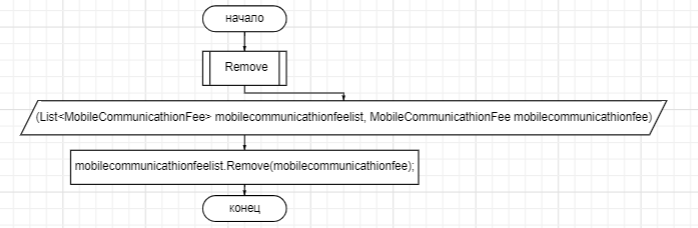 начало
Remove
(List<MobileCommunicathionFee> mobilecommunicathionfeelist, MobileCommunicathionFee mobilecommunicathionfee)
mobilecommunicathionfeelist.Remove(mobilecommunicathionfee);
конец